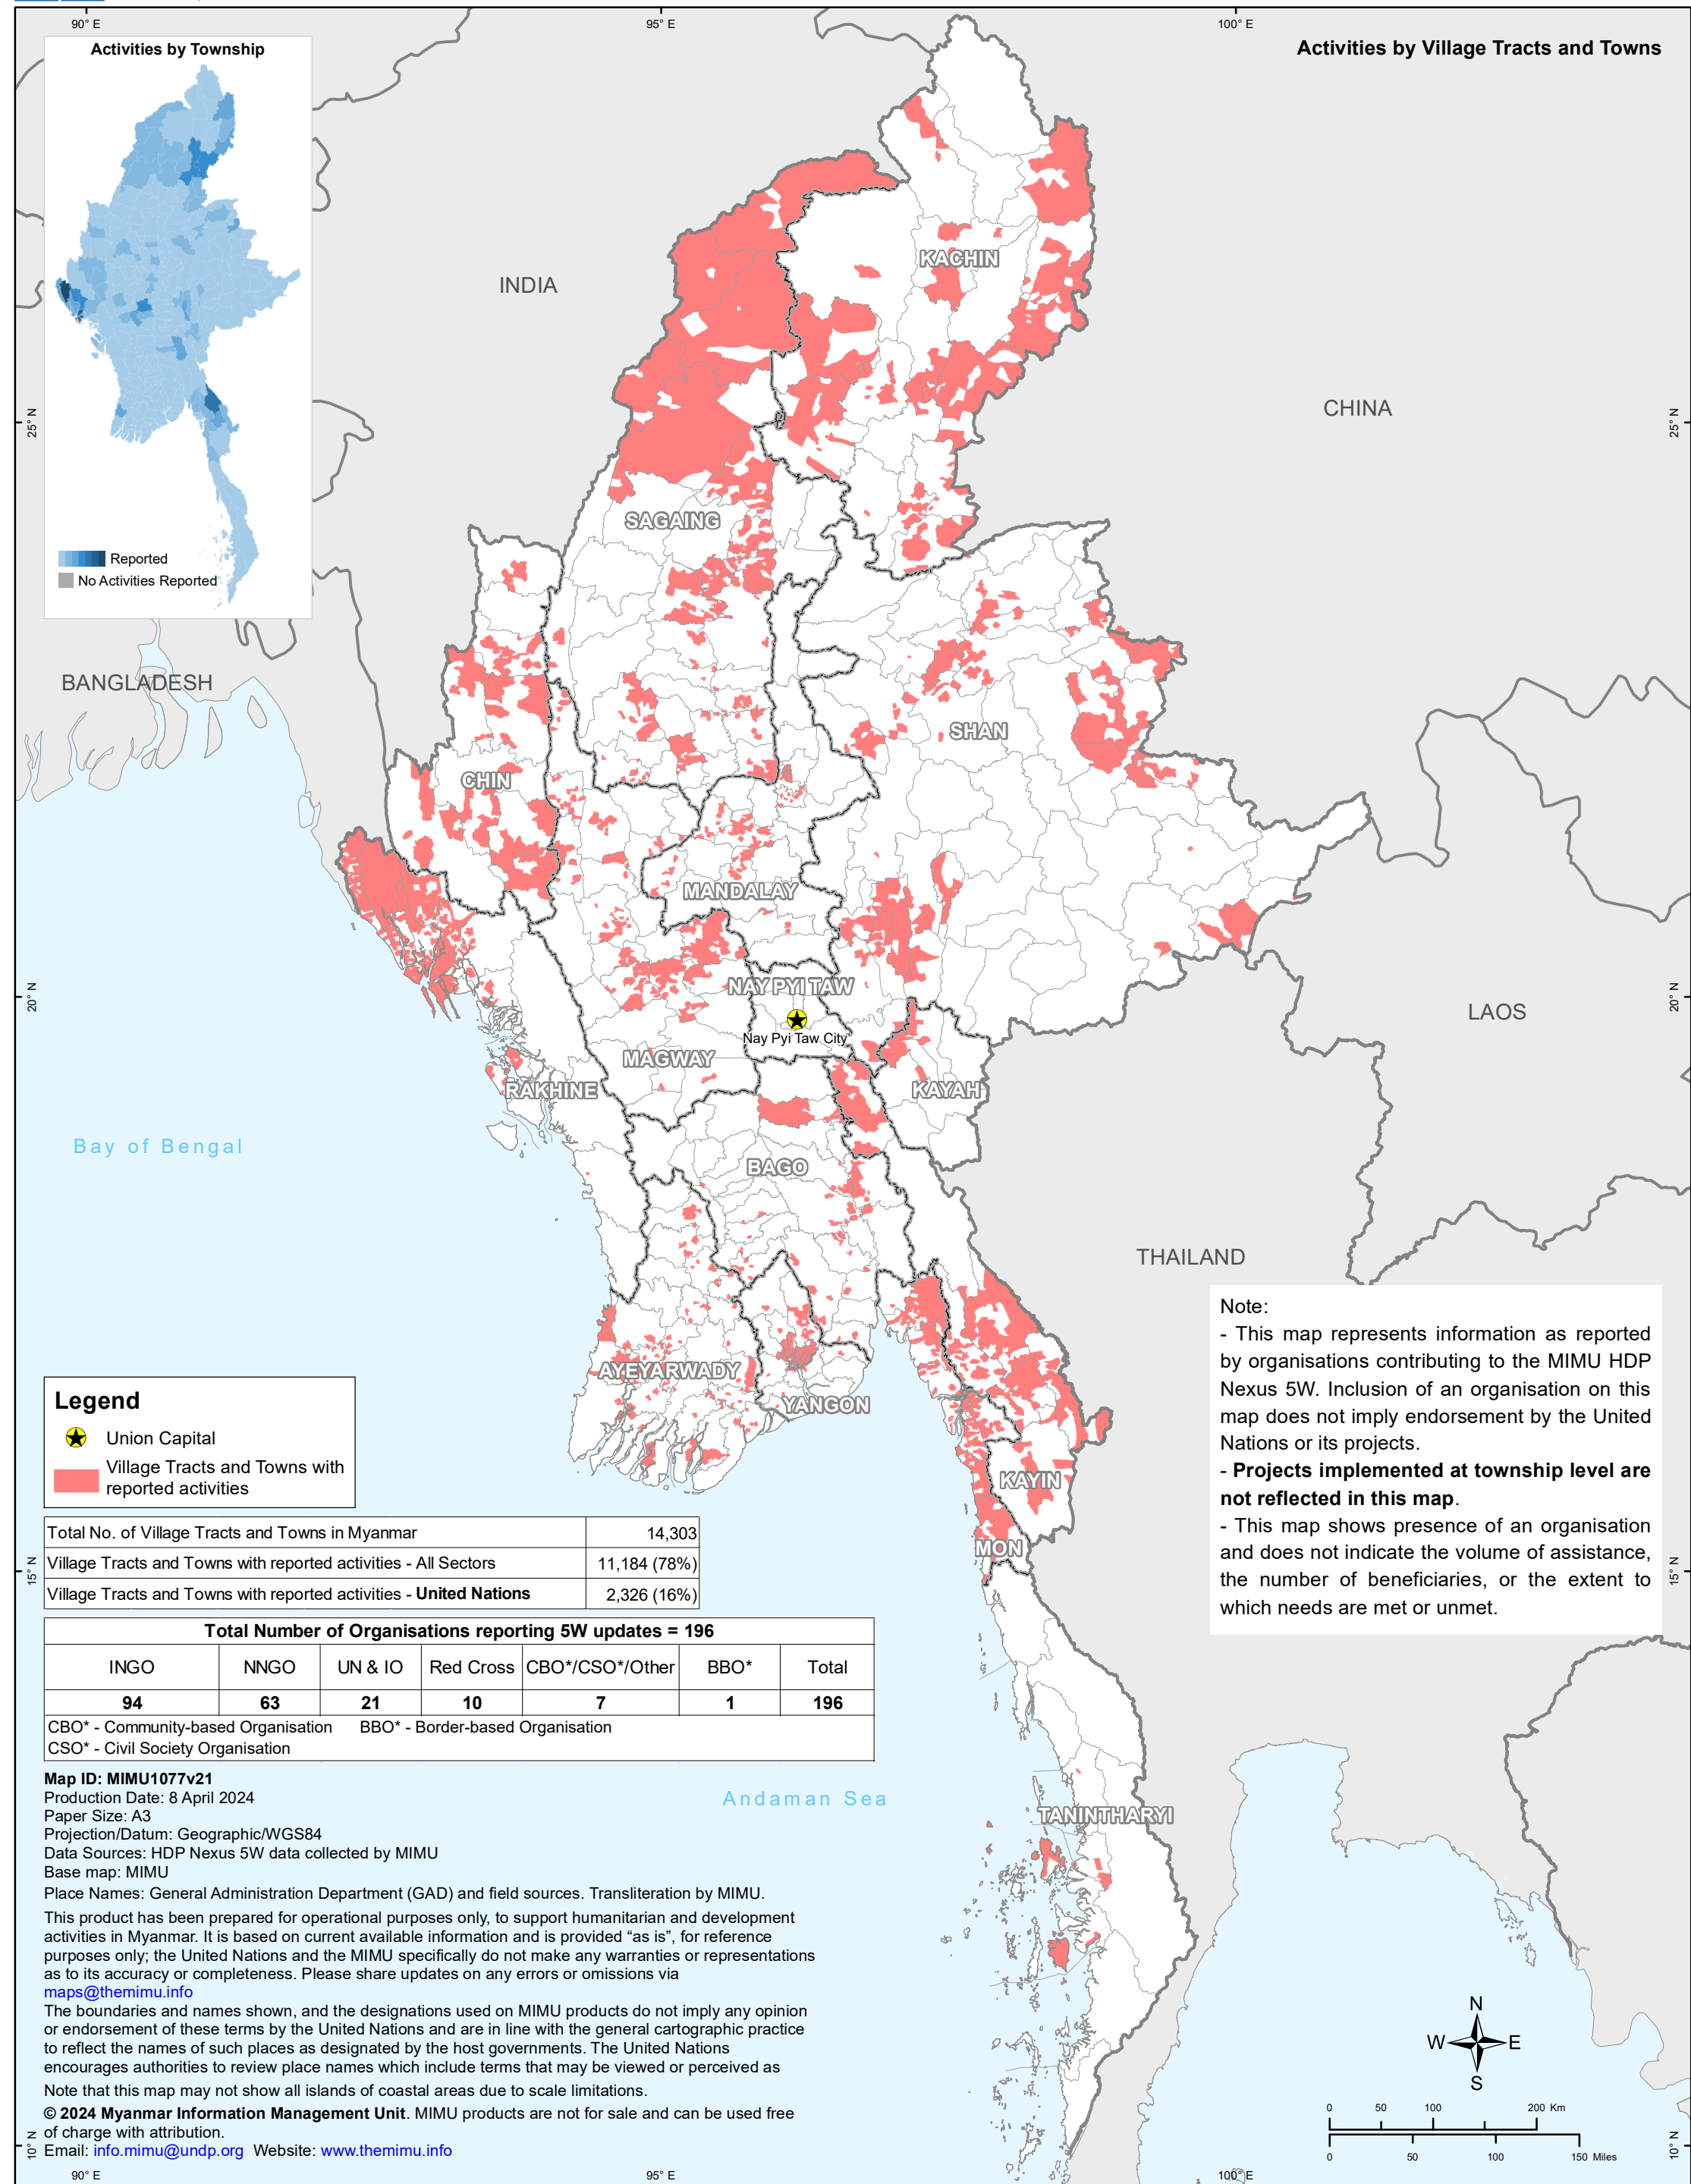 90° E
95° E
100° E
Activities by Township
Activities by Village Tracts and Towns
Reported
No Activities Reported
INDIA
CHINA
BANGLADESH
LAOS
THAILAND
KACHIN
SAGAING
SHAN
CHIN
MANDALAY
NAY PYI TAW
Nay Pyi Taw City
MAGWAY
RAKHINE
KAYAH
BAGO
AYEYARWADY
YANGON
KAYIN
MON
TANINTHARYI
Bay of Bengal
Andaman Sea
25° N
25° N
20° N
20° N
15° N
15° N
10° N
10° N
Note:
- This map represents information as reported
by organisations contributing to the MIMU HDP
Nexus 5W. Inclusion of an organisation on this
map does not imply endorsement by the United
Nations or its projects.
- Projects implemented at township level are
not reflected in this map.
- This map shows presence of an organisation
and does not indicate the volume of assistance,
the number of beneficiaries, or the extent to
which needs are met or unmet.
Legend
Union Capital
Village Tracts and Towns with
reported activities
Total No. of Village Tracts and Towns in Myanmar 14,303
Village Tracts and Towns with reported activities - All Sectors 11,184 (78%)
Village Tracts and Towns with reported activities - United Nations 2,326 (16%)
Total Number of Organisations reporting 5W updates = 196
INGO NNGO UN & IO Red Cross CBO*/CSO*/Other BBO* Total
94 63 21 10 7 1 196
CBO* - Community-based Organisation BBO* - Border-based Organisation
CSO* - Civil Society Organisation
Map ID: MIMU1077v21
Production Date: 8 April 2024
Paper Size: A3
Projection/Datum: Geographic/WGS84
Data Sources: HDP Nexus 5W data collected by MIMU
Base map: MIMU
Place Names: General Administration Department (GAD) and field sources. Transliteration by MIMU.
This product has been prepared for operational purposes only, to support humanitarian and development
activities in Myanmar. It is based on current available information and is provided “as is”, for reference
purposes only; the United Nations and the MIMU specifically do not make any warranties or representations
as to its accuracy or completeness. Please share updates on any errors or omissions via
maps@themimu.info
The boundaries and names shown, and the designations used on MIMU products do not imply any opinion
or endorsement of these terms by the United Nations and are in line with the general cartographic practice
to reflect the names of such places as designated by the host governments. The United Nations
encourages authorities to review place names which include terms that may be viewed or perceived as
Note that this map may not show all islands of coastal areas due to scale limitations.
© 2024 Myanmar Information Management Unit. MIMU products are not for sale and can be used free
of charge with attribution.
Email: info.mimu@undp.org Website: www.themimu.info
N
W E
S
0 50 100 200 Km
0 50 100 150 Miles
90° E
95° E
100° E